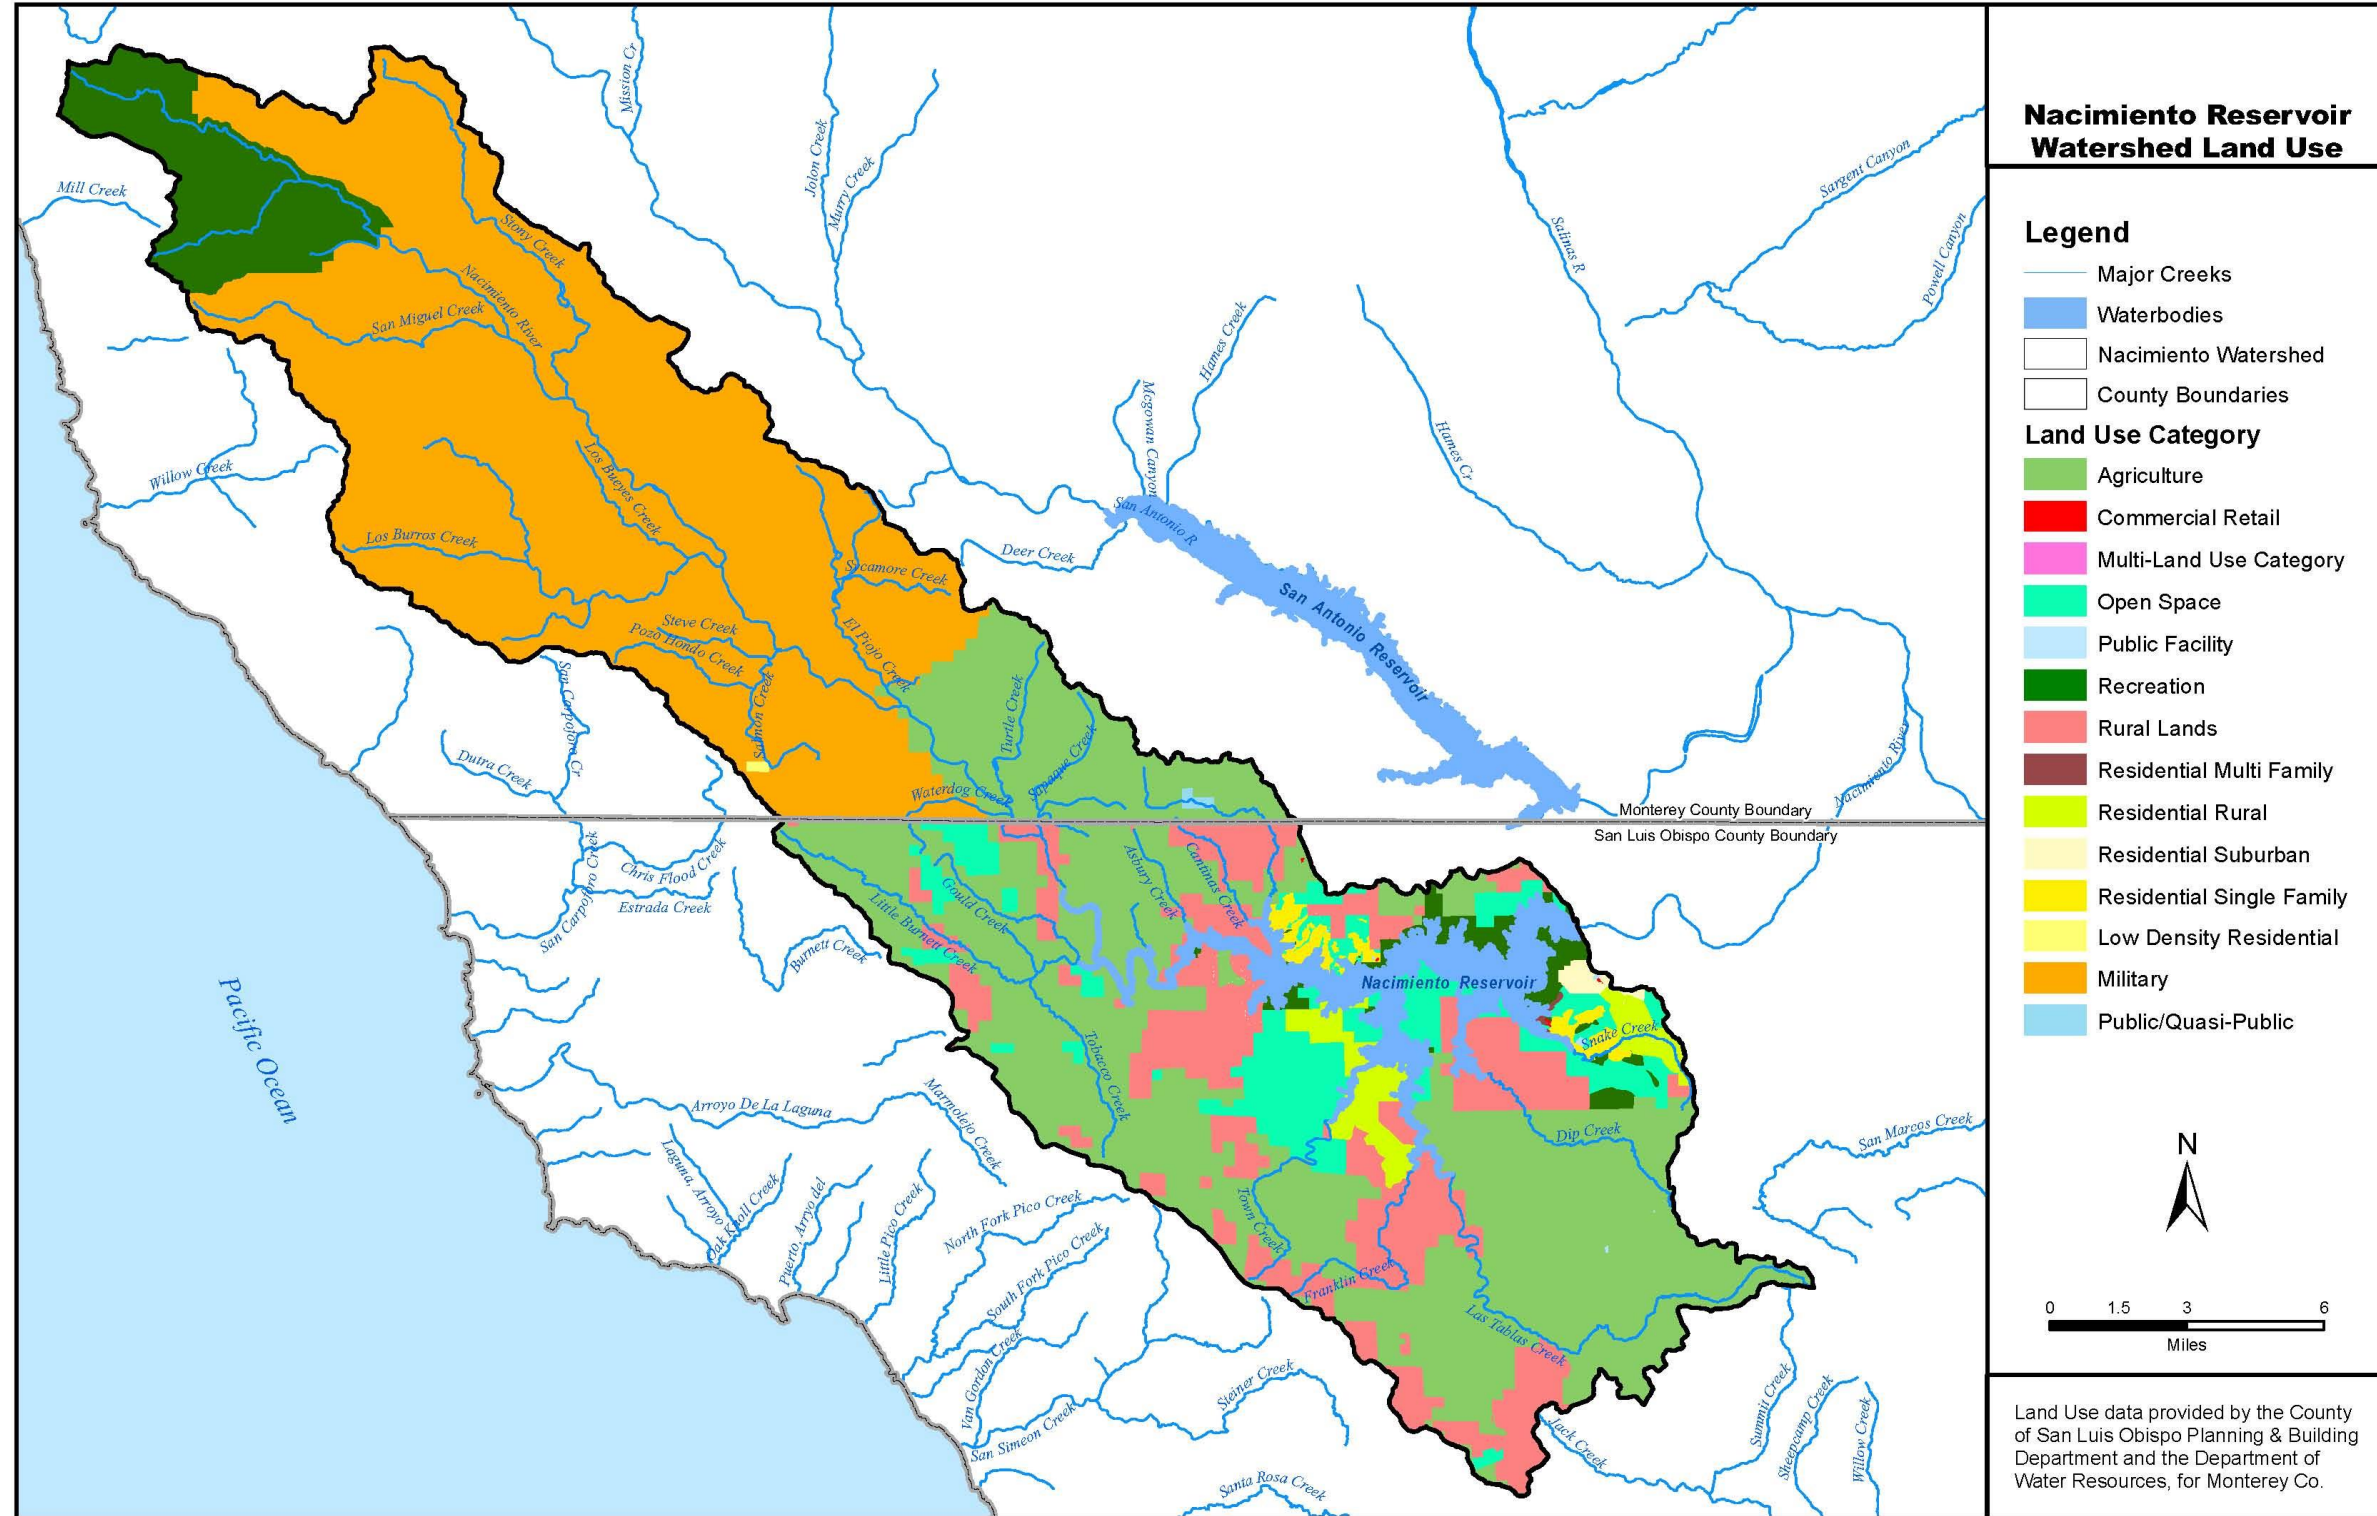 Nacimiento Reservoir
Watershed Land Use
Legend
Major Creeks
Waterbodies
Nacimiento Watershed
County Boundaries
Land Use Category
Agriculture
Commercial Retail
Multi-Land Use Category
Open Space
Public Facility
Recreation
Rural Lands
Residential Multi Family
Residential Rural
Residential Suburban
Residential Single Family
Low Density Residential
Military
Public/Quasi-Public
N
0 1.5 3 6
Miles
Land Use data provided by the County
of San Luis Obispo Planning & Building
Department and the Department of
Water Resources, for Monterey Co.
Mission Cr
Jolon Creek
Murry Creek
Salinas R
Sargent Canyon
Powell Canyon
Mill Creek
Stony Creek
Nacimiento River
San Miguel Creek
Hames Creek
Mcgowan Canyon
Hames Cr
Willow Creek
Los Bueyes Creek
Los Burros Creek
San Antonio R
Deer Creek
Sycamore Creek
San Antonio Reservoir
Steve Creek
Pozo Hondo Creek
El Piojo Creek
San Carpoforo Cr
Salmon Creek
Turtle Creek
Sapaque Creek
Dutra Creek
Waterdog Creek
Nacimiento River
Monterey County Boundary
San Luis Obispo County Boundary
San Carpoforo Creek
Chris Flood Creek
Estrada Creek
Burnett Creek
Gould Creek
Little Burnett Creek
Asbury Creek
Cantinas Creek
Nacimiento Reservoir
Snake Creek
Pacific Ocean
Tobacco Creek
Arroyo De La Laguna
Marmolejo Creek
Dip Creek
San Marcos Creek
Laguna, Arroyo
Oak Knoll Creek
Puerto, Arryo del
Little Pico Creek
North Fork Pico Creek
South Fork Pico Creek
Town Creek
Franklin Creek
Las Tablas Creek
Van Gordon Creek
San Simeon Creek
Steiner Creek
Santa Rosa Creek
Jack Creek
Summit Creek
Sheepcamp Creek
Willow Creek